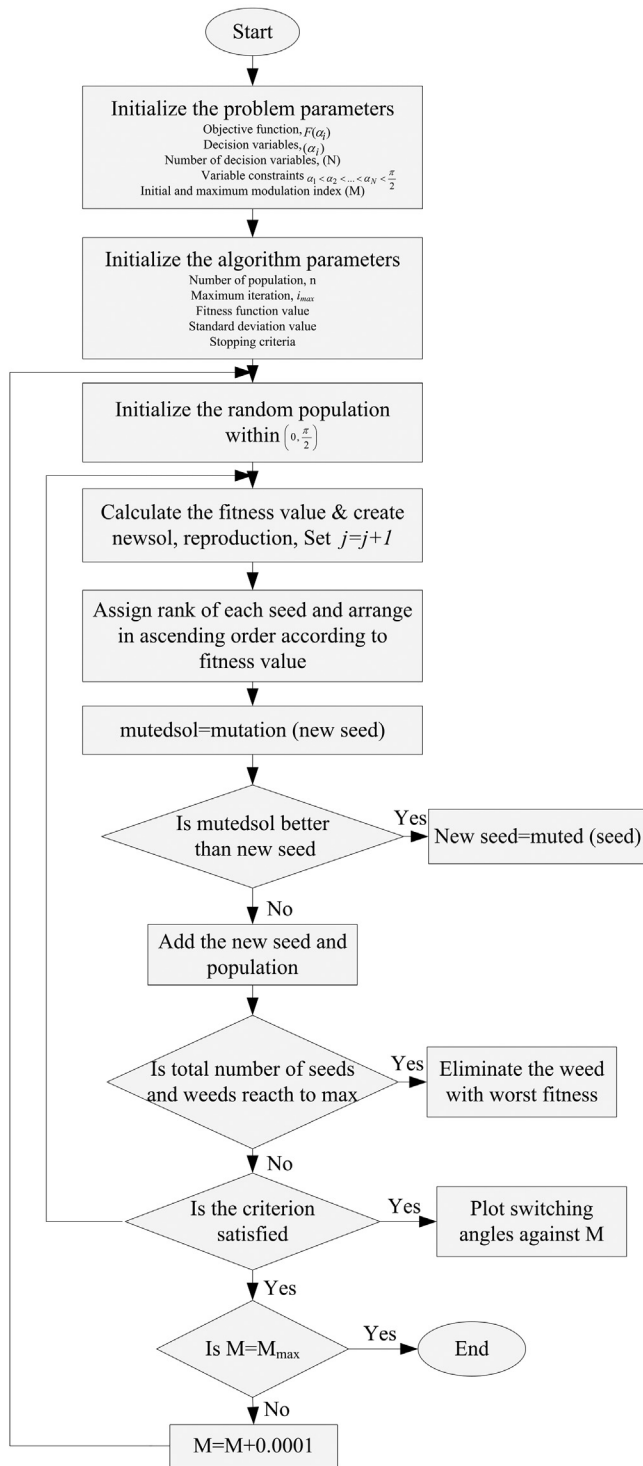 Start
Initialize the problem parameters
Objective function, F(αi)
Decision variables, (αi)
Number of decision variables, (N)
Variable constraints α1 < α2 < ... < αN < π/2
Initial and maximum modulation index (M)
Initialize the algorithm parameters
Number of population, n
Maximum iteration, imax
Fitness function value
Standard deviation value
Stopping criteria
Initialize the random population
within (0, π/2)
Calculate the fitness value & create
newsol, reproduction, Set j=j+1
Assign rank of each seed and arrange
in ascending order according to
fitness value
mutedsol=mutation (new seed)
Is mutedsol better
than new seed
Yes
New seed=muted (seed)
No
Add the new seed and
population
Is total number of seeds
and weeds reacth to max
Yes
Eliminate the weed
with worst fitness
No
Is the criterion
satisfied
Yes
Plot switching
angles against M
Yes
Is M=Mmax
Yes
End
No
M=M+0.0001